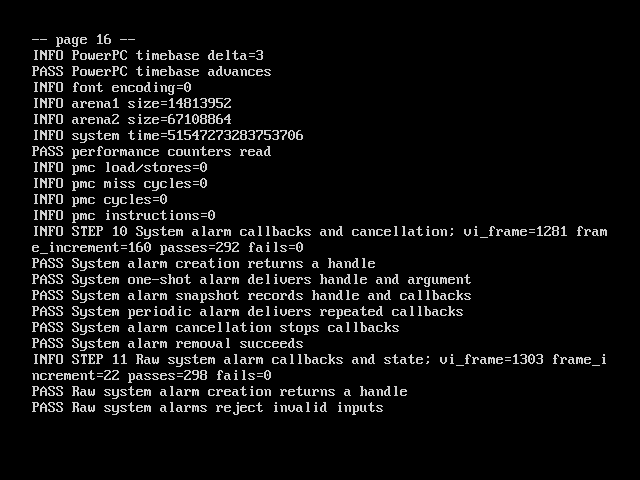 -- page 16 --
INFO PowerPC timebase delta=3
PASS PowerPC timebase advances
INFO font encoding=0
INFO arena1 size=14813952
INFO arena2 size=67108864
INFO system time=51547273283753706
PASS performance counters read
INFO pmc load/stores=0
INFO pmc miss cycles=0
INFO pmc cycles=0
INFO pmc instructions=0
INFO STEP 10 System alarm callbacks and cancellation; vi_frame=1281 fram
e_increment=160 passes=292 fails=0
PASS System alarm creation returns a handle
PASS System one-shot alarm delivers handle and argument
PASS System alarm snapshot records handle and callbacks
PASS System periodic alarm delivers repeated callbacks
PASS System alarm cancellation stops callbacks
PASS System alarm removal succeeds
INFO STEP 11 Raw system alarm callbacks and state; vi_frame=1303 frame_i
ncrement=22 passes=298 fails=0
PASS Raw system alarm creation returns a handle
PASS Raw system alarms reject invalid inputs